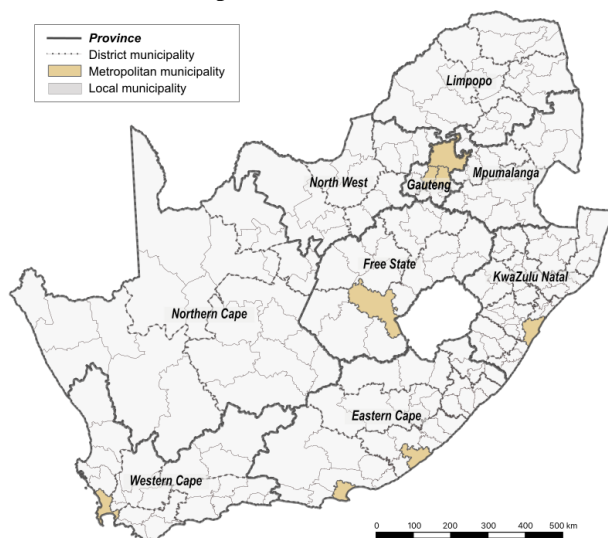 Province
District municipality
Metropolitan municipality
Local municipality
Limpopo
North West
Gauteng
Mpumalanga
Free State
KwaZulu Natal
Northern Cape
Eastern Cape
Western Cape
0 100 200 300 400 500 km